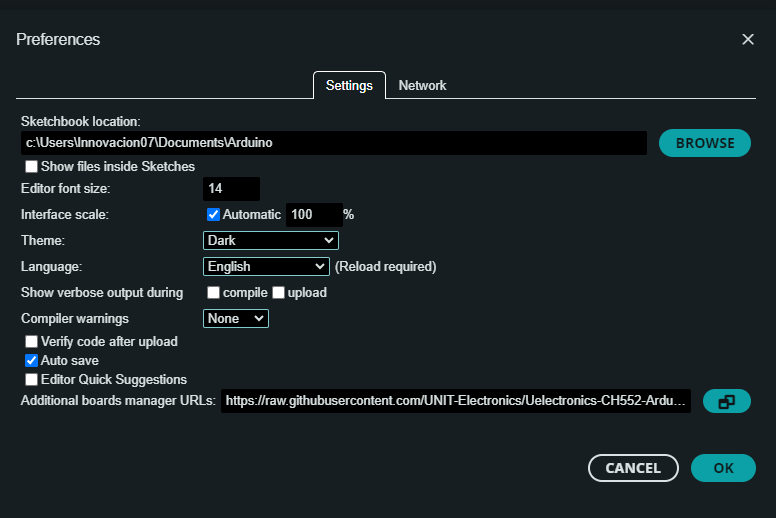 Preferences
Settings Network
Sketchbook location:
c:\Users\Innovacion07\Documents\Arduino BROWSE
Show files inside Sketches
Editor font size: 14
Interface scale: Automatic 100 %
Theme: Dark
Language: English (Reload required)
Show verbose output during compile upload
Compiler warnings None
Verify code after upload
Auto save
Editor Quick Suggestions
Additional boards manager URLs: https://raw.githubusercontent.com/UNIT-Electronics/Uelectronics-CH552-Ardu...
CANCEL OK